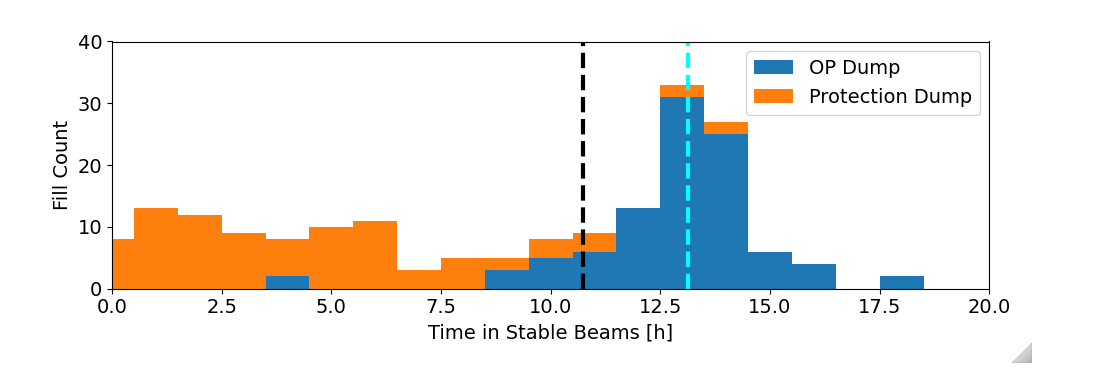 40
30
20
10
0
Fill Count
OP Dump
Protection Dump
0.0 2.5 5.0 7.5 10.0 12.5 15.0 17.5 20.0
Time in Stable Beams [h]